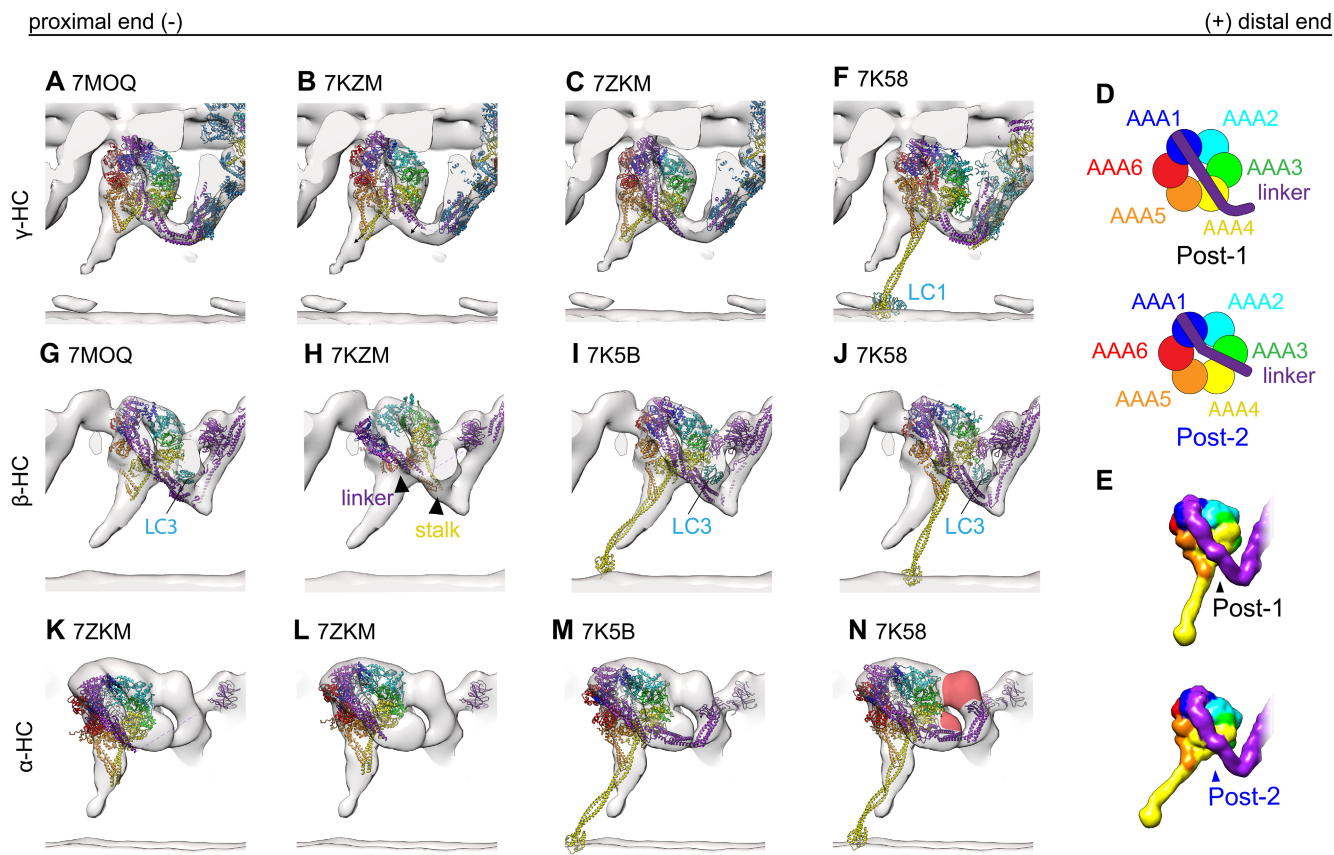 proximal end (-)
(+) distal end
A 7MOQ
B 7KZM
C 7ZKM
F 7K58
D
γ-HC
LC1
AAA1
AAA2
AAA6
AAA3
linker
AAA5
AAA4
Post-1
AAA1
AAA2
AAA6
AAA3
linker
AAA5
AAA4
Post-2
G 7MOQ
H 7KZM
I 7K5B
J 7K58
β-HC
LC3
linker
stalk
LC3
LC3
E
Post-1
Post-2
K 7ZKM
L 7ZKM
M 7K5B
N 7K58
α-HC